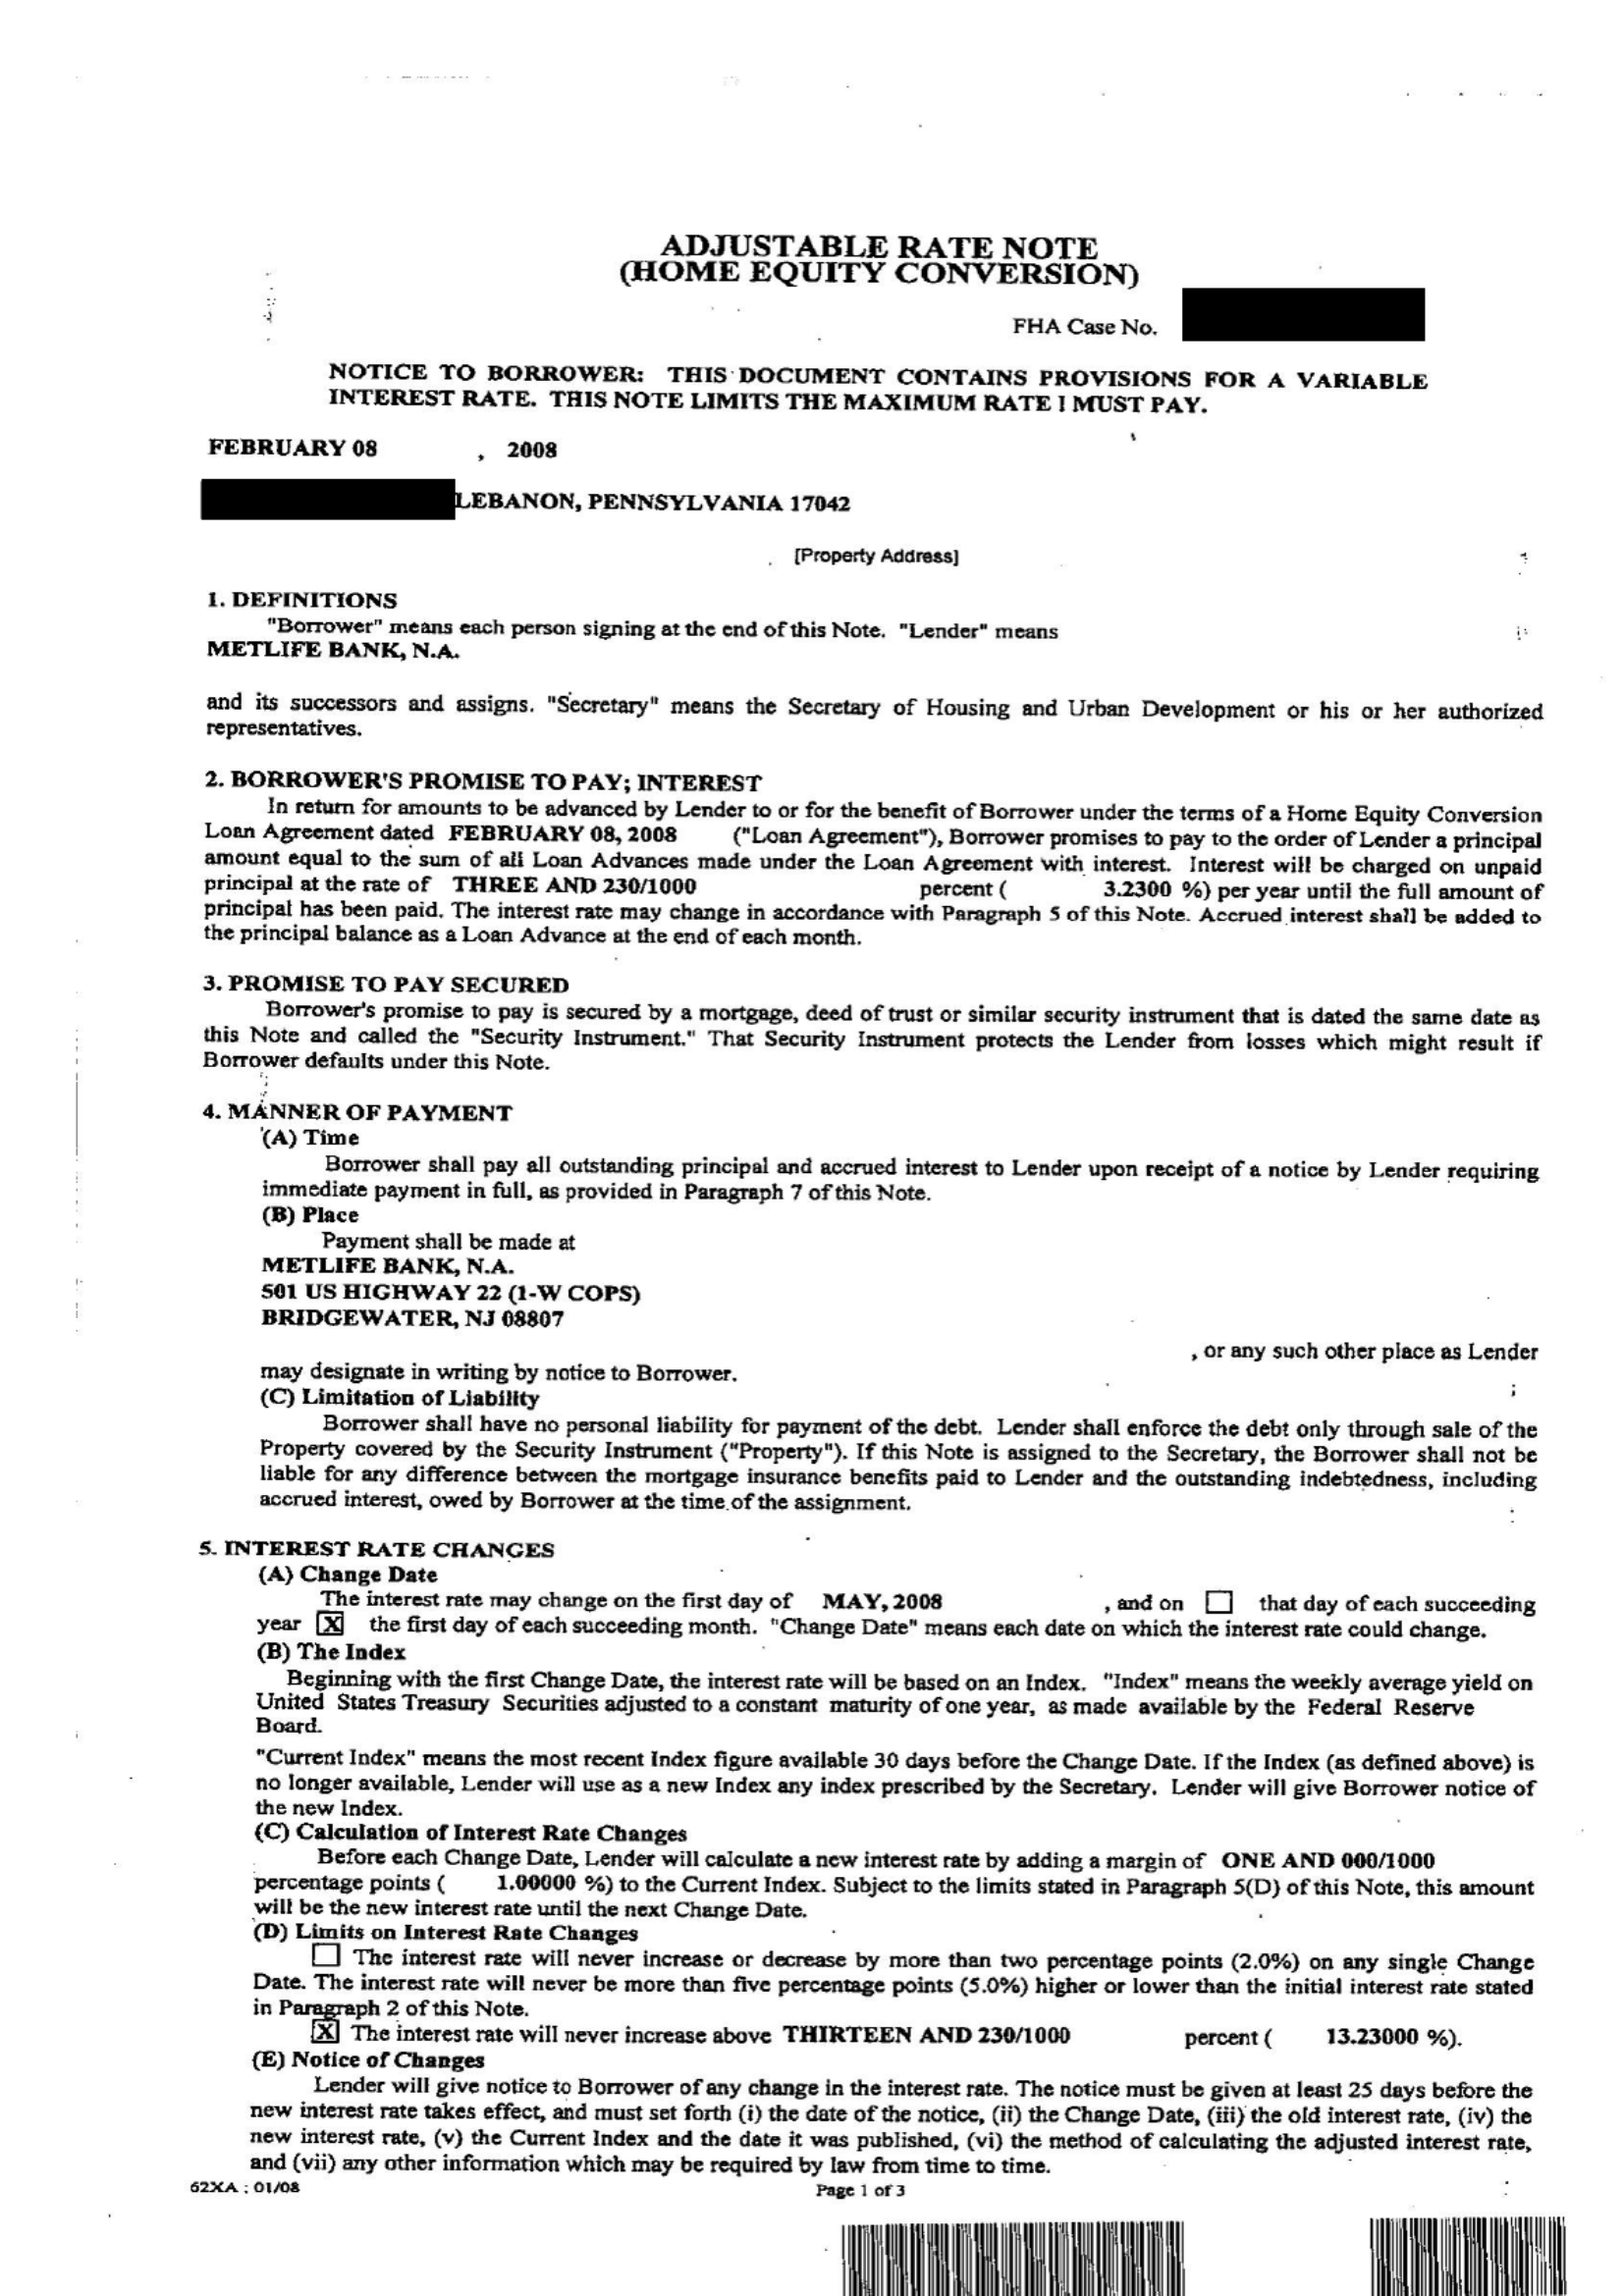 ADJUSTABLE RATE NOTE
(HOME EQUITY CONVERSION)
FHA Case No.
NOTICE TO BORROWER: THIS DOCUMENT CONTAINS PROVISIONS FOR A VARIABLE
INTEREST RATE. THIS NOTE LIMITS THE MAXIMUM RATE I MUST PAY.
FEBRUARY 08 , 2008
LEBANON, PENNSYLVANIA 17042
[Property Address]
1. DEFINITIONS
"Borrower" means each person signing at the end of this Note. "Lender" means
METLIFE BANK, N.A.
and its successors and assigns. "Secretary" means the Secretary of Housing and Urban Development or his or her authorized
representatives.
2. BORROWER'S PROMISE TO PAY; INTEREST
In return for amounts to be advanced by Lender to or for the benefit of Borrower under the terms of a Home Equity Conversion
Loan Agreement dated FEBRUARY 08, 2008 ("Loan Agreement"), Borrower promises to pay to the order of Lender a principal
amount equal to the sum of all Loan Advances made under the Loan Agreement with interest. Interest will be charged on unpaid
principal at the rate of THREE AND 230/1000 percent ( 3.2300 %) per year until the full amount of
principal has been paid. The interest rate may change in accordance with Paragraph 5 of this Note. Accrued interest shall be added to
the principal balance as a Loan Advance at the end of each month.
3. PROMISE TO PAY SECURED
Borrower's promise to pay is secured by a mortgage, deed of trust or similar security instrument that is dated the same date as
this Note and called the "Security Instrument." That Security Instrument protects the Lender from losses which might result if
Borrower defaults under this Note.
4. MANNER OF PAYMENT
(A) Time
Borrower shall pay all outstanding principal and accrued interest to Lender upon receipt of a notice by Lender requiring
immediate payment in full, as provided in Paragraph 7 of this Note.
(B) Place
Payment shall be made at
METLIFE BANK, N.A.
501 US HIGHWAY 22 (1-W COPS)
BRIDGEWATER, NJ 08807
, or any such other place as Lender
may designate in writing by notice to Borrower.
(C) Limitation of Liability
Borrower shall have no personal liability for payment of the debt. Lender shall enforce the debt only through sale of the
Property covered by the Security Instrument ("Property"). If this Note is assigned to the Secretary, the Borrower shall not be
liable for any difference between the mortgage insurance benefits paid to Lender and the outstanding indebtedness, including
accrued interest, owed by Borrower at the time of the assignment.
5. INTEREST RATE CHANGES
(A) Change Date
The interest rate may change on the first day of MAY, 2008 , and on ☐ that day of each succeeding
year [X] the first day of each succeeding month. "Change Date" means each date on which the interest rate could change.
(B) The Index
Beginning with the first Change Date, the interest rate will be based on an Index. "Index" means the weekly average yield on
United States Treasury Securities adjusted to a constant maturity of one year, as made available by the Federal Reserve
Board.
"Current Index" means the most recent Index figure available 30 days before the Change Date. If the Index (as defined above) is
no longer available, Lender will use as a new Index any index prescribed by the Secretary. Lender will give Borrower notice of
the new Index.
(C) Calculation of Interest Rate Changes
Before each Change Date, Lender will calculate a new interest rate by adding a margin of ONE AND 000/1000
percentage points ( 1.00000 %) to the Current Index. Subject to the limits stated in Paragraph 5(D) of this Note, this amount
will be the new interest rate until the next Change Date.
(D) Limits on Interest Rate Changes
☐ The interest rate will never increase or decrease by more than two percentage points (2.0%) on any single Change
Date. The interest rate will never be more than five percentage points (5.0%) higher or lower than the initial interest rate stated
in Paragraph 2 of this Note.
[X] The interest rate will never increase above THIRTEEN AND 230/1000 percent ( 13.23000 %).
(E) Notice of Changes
Lender will give notice to Borrower of any change in the interest rate. The notice must be given at least 25 days before the
new interest rate takes effect, and must set forth (i) the date of the notice, (ii) the Change Date, (iii) the old interest rate, (iv) the
new interest rate, (v) the Current Index and the date it was published, (vi) the method of calculating the adjusted interest rate,
and (vii) any other information which may be required by law from time to time.
62XA : 01/08 Page 1 of 3